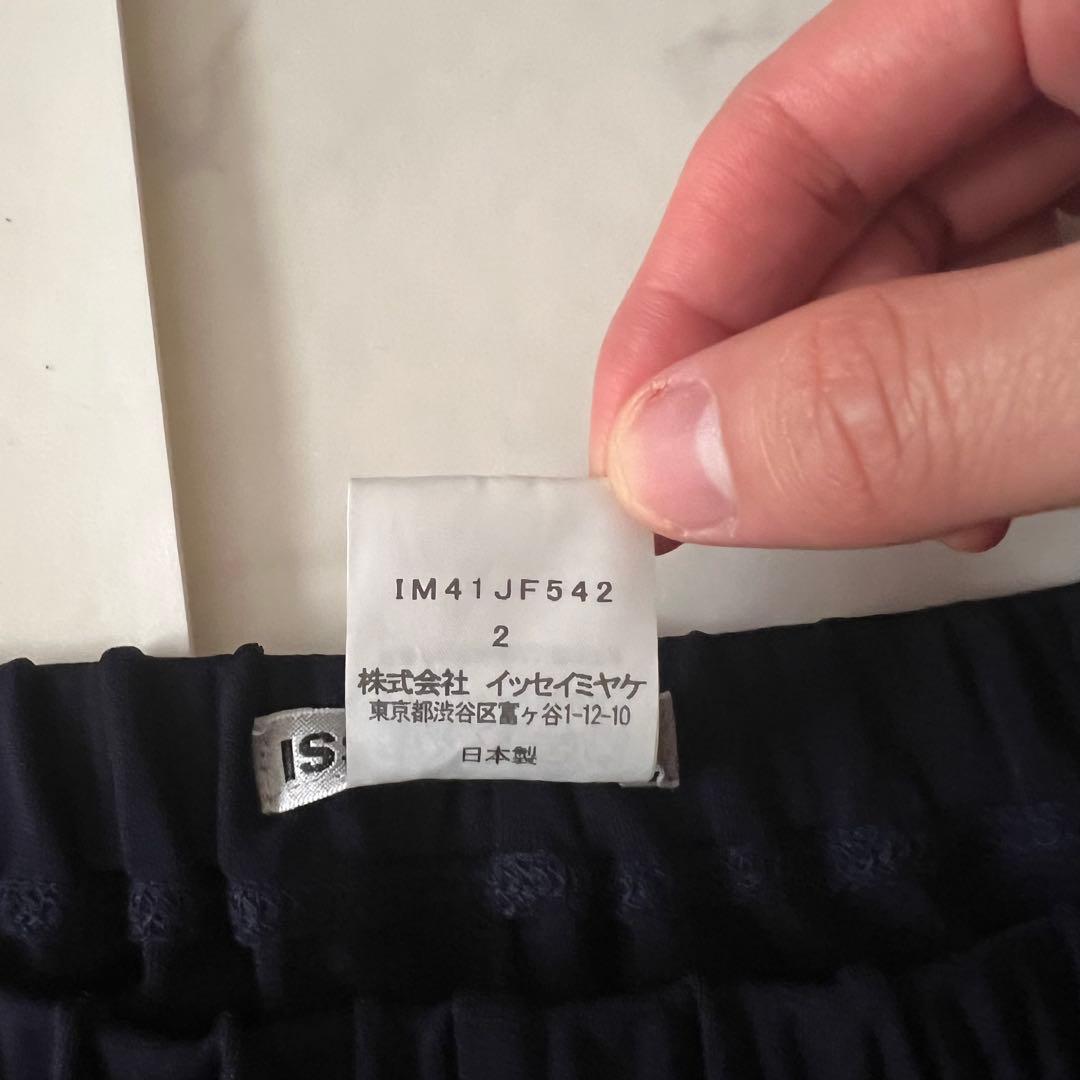 IM41JF542
2
株式会社 イッセイミヤケ
東京都渋谷区富ヶ谷1-12-10
日本製
IS